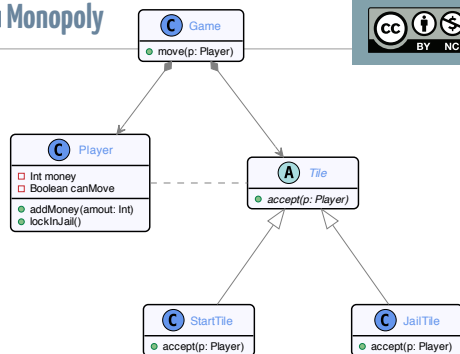 Monopoly
C Game
move(p: Player)
cc
BY NC
C Player
Int money
Boolean canMove
addMoney(amout: Int)
lockInJail()
A Tile
accept(p: Player)
C StartTile
accept(p: Player)
C JailTile
accept(p: Player)